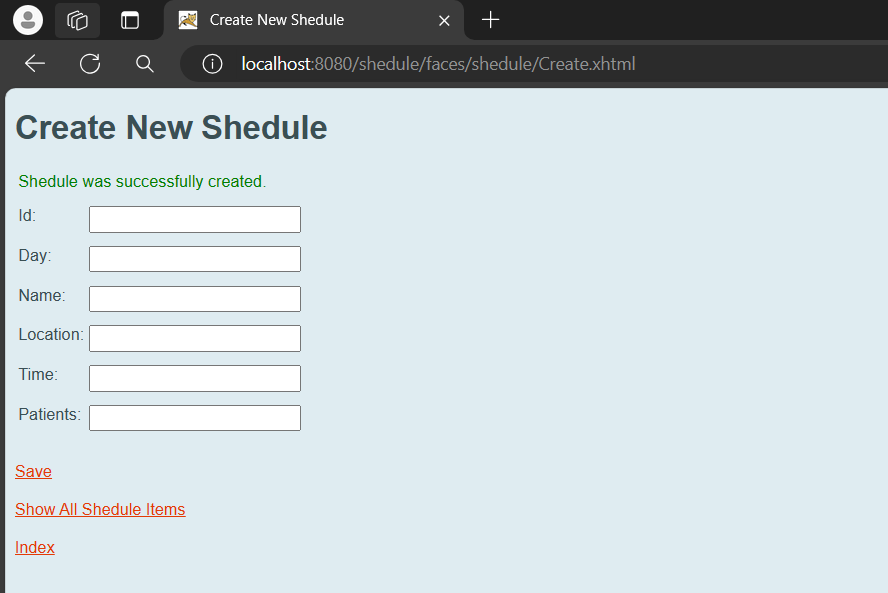 Create New Shedule
localhost:8080/shedule/faces/shedule/Create.xhtml
Create New Shedule
Shedule was successfully created.
Id:
Day:
Name:
Location:
Time:
Patients:
Save
Show All Shedule Items
Index